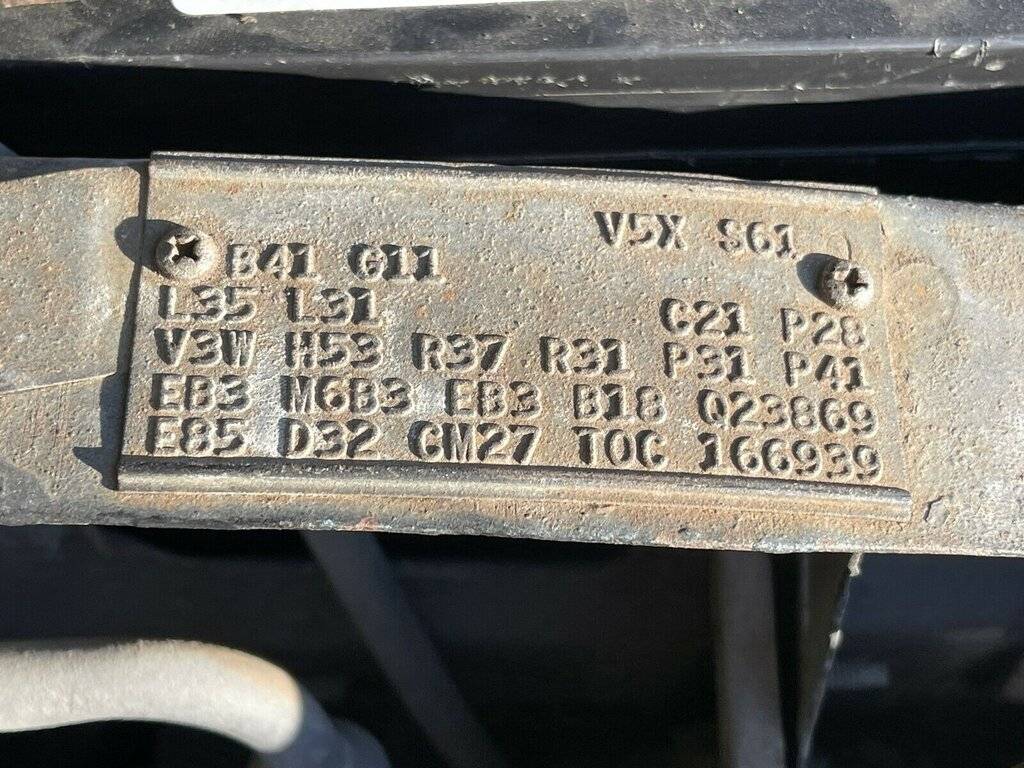 V5X S61
B41 G11
L35 L31 C21 P28
V3W H53 R37 R31 P31 P41
EB3 M6B3 EB3 B18 Q23869
E85 D32 CM27 TOC 166939